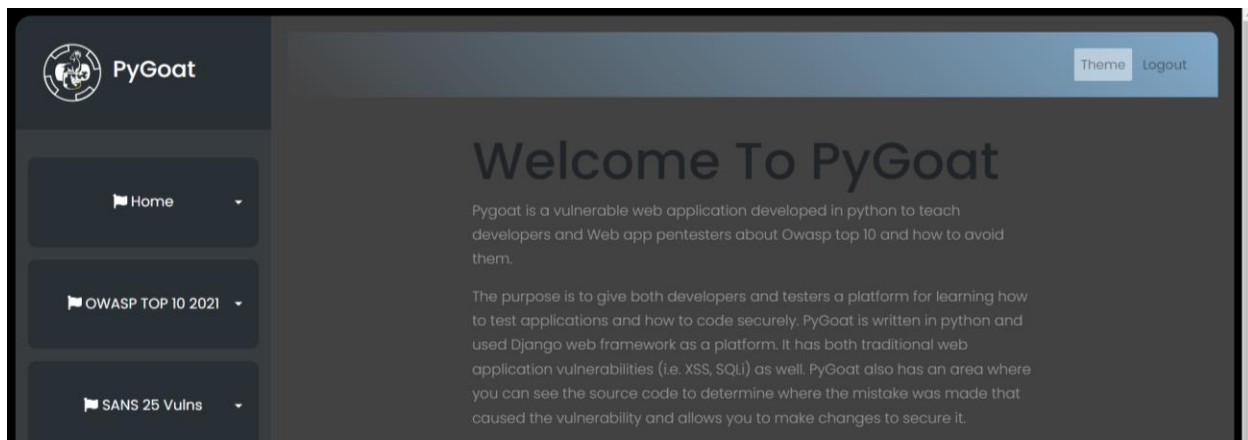 PyGoat
Theme Logout
Home
OWASP TOP 10 2021
SANS 25 Vulns
Welcome To PyGoat
Pygoat is a vulnerable web application developed in python to teach
developers and Web app pentesters about Owasp top 10 and how to avoid
them.
The purpose is to give both developers and testers a platform for learning how
to test applications and how to code securely. PyGoat is written in python and
used Django web framework as a platform. It has both traditional web
application vulnerabilities (i.e. XSS, SQLi) as well. PyGoat also has an area where
you can see the source code to determine where the mistake was made that
caused the vulnerability and allows you to make changes to secure it.